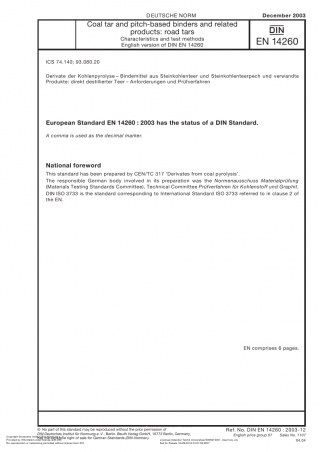 DEUTSCHE NORM
December 2003
Coal tar and pitch-based binders and related
products: road tars
Characteristics and test methods
English version of DIN EN 14260
DIN
EN 14260
ICS 74.140; 93.080.20
Derivate der Kohlenpyrolyse – Bindemittel aus Steinkohlenteer und Steinkohlenteerpech und verwandte
Produkte: direkt destillierter Teer – Anforderungen und Prüfverfahren
European Standard EN 14260 : 2003 has the status of a DIN Standard.
A comma is used as the decimal marker.
National foreword
This standard has been prepared by CEN/TC 317 ‘Derivates from coal pyrolysis’.
The responsible German body involved in its preparation was the Normenausschuss Materialprüfung
(Materials Testing Standards Committee), Technical Committee Prüfverfahren für Kohlenstoff und Graphit.
DIN ISO 3733 is the standard corresponding to International Standard ISO 3733 referred to in clause 2 of
the EN.
EN comprises 6 pages.
© No part of this standard may be reproduced without the prior permission of
DIN Deutsches Institut für Normung e.V., Berlin. Beuth Verlag GmbH, 10772 Berlin, Germany,
has the exclusive right of sale for German Standards (DIN-Normen).
Ref. No. DIN EN 14260 : 2003-12
English price group 07 Sales No. 1107
04.04